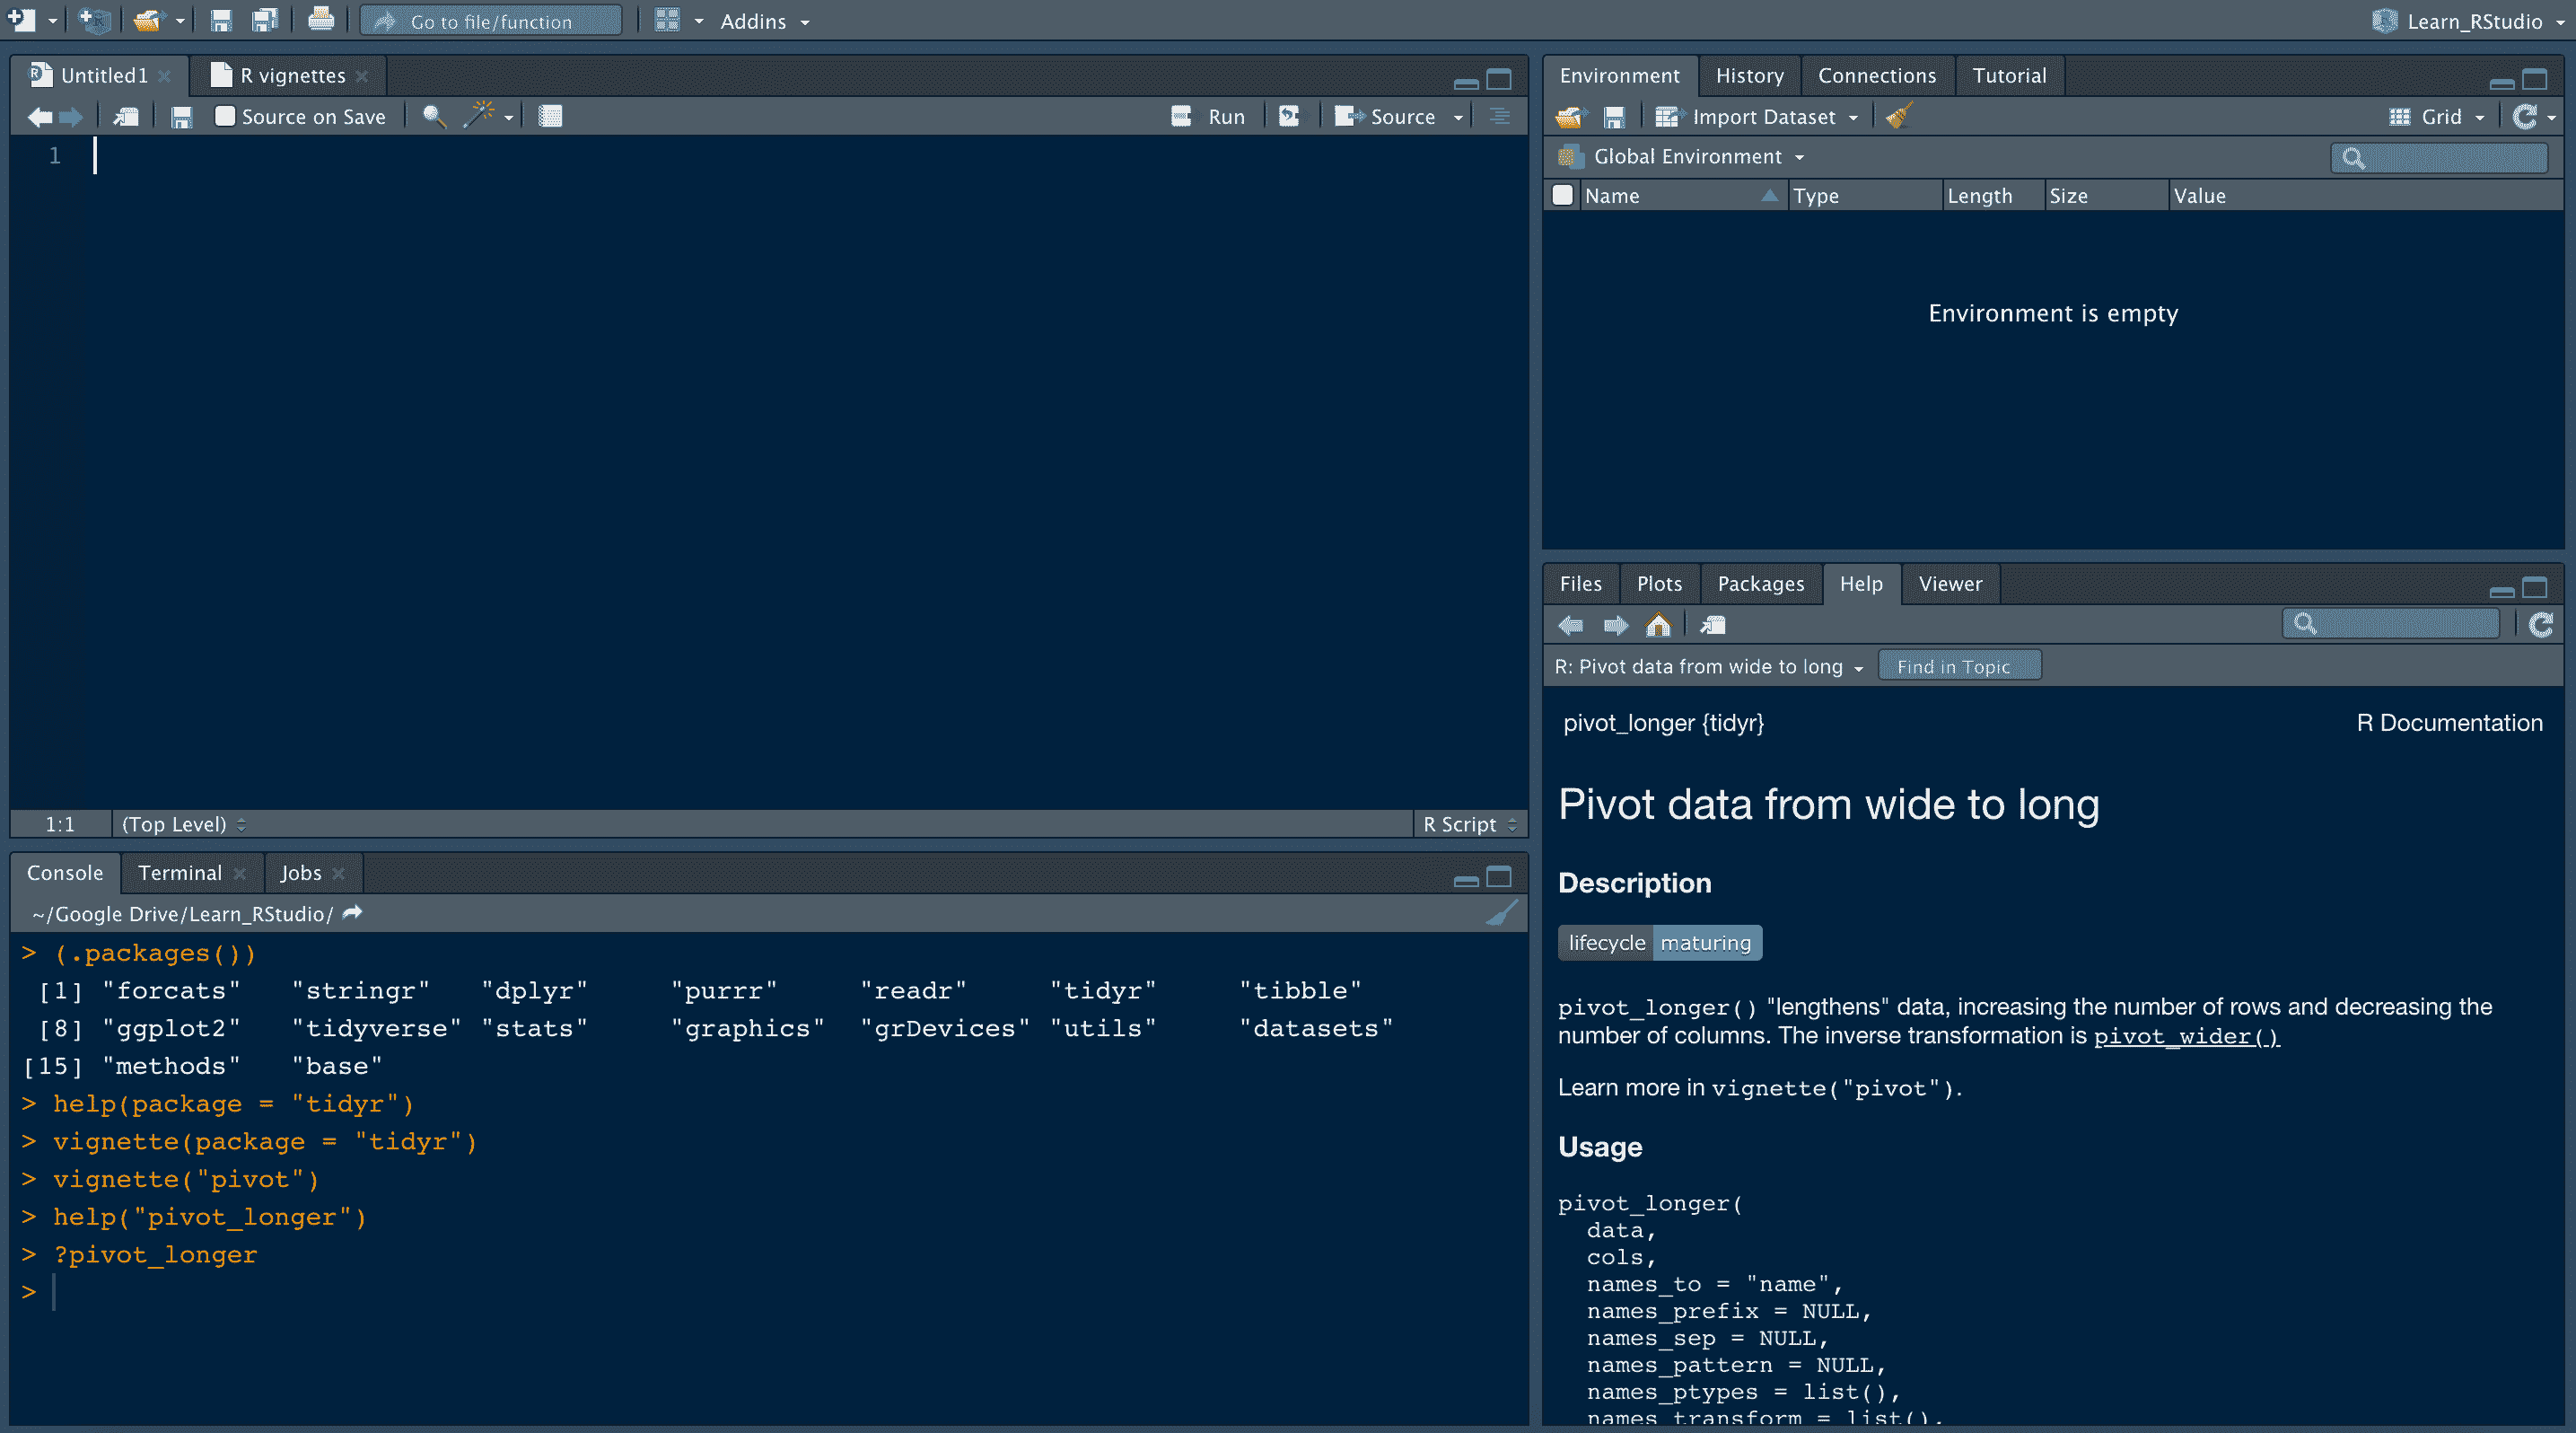 Go to file/function Addins Learn_RStudio
Untitled1 R vignettes
Source on Save Run Source
1
1:1 (Top Level) R Script
Console Terminal Jobs
~/Google Drive/Learn_RStudio/
> (.packages())
[1] "forcats" "stringr" "dplyr" "purrr" "readr" "tidyr" "tibble"
[8] "ggplot2" "tidyverse" "stats" "graphics" "grDevices" "utils" "datasets"
[15] "methods" "base"
> help(package = "tidyr")
> vignette(package = "tidyr")
> vignette("pivot")
> help("pivot_longer")
> ?pivot_longer
>
Environment History Connections Tutorial
Import Dataset Grid
Global Environment
Name Type Length Size Value
Environment is empty
Files Plots Packages Help Viewer
R: Pivot data from wide to long Find in Topic
pivot_longer {tidyr} R Documentation
Pivot data from wide to long
Description
lifecycle maturing
pivot_longer() "lengthens" data, increasing the number of rows and decreasing the
number of columns. The inverse transformation is pivot_wider()
Learn more in vignette("pivot").
Usage
pivot_longer(
data,
cols,
names_to = "name",
names_prefix = NULL,
names_sep = NULL,
names_pattern = NULL,
names_ptypes = list(),
names_transform = list(),